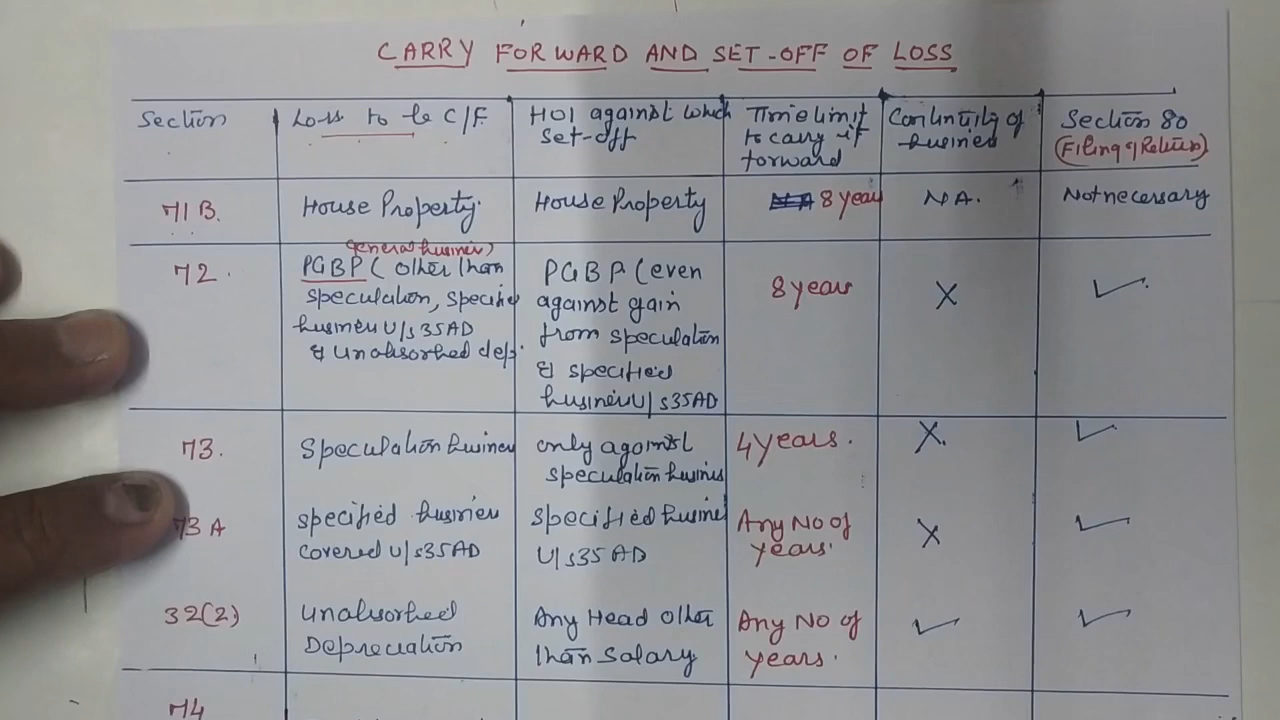 CARRY FORWARD AND SET-OFF OF LOSS
Section
Loss to be C/F
HOI against which
set-off
Time limit
to carry it
forward
Continuity of
business
Section 80
(Filing of Return)
71B.
House Property.
House Property
8 years
N.A.
Not necessary
72.
general business)
PGBP ( other than
speculation, specified
business U/s 35AD
& unabsorbed dep.
PGBP (even
against gain
from speculation
& specified
business U/s 35AD
8 years
X
✓
73.
Speculation business
only against
speculation business
4 years.
X.
✓
73A
specified business
covered U/s 35AD
specified business
U/s 35AD
Any No of
years.
X
✓
32(2)
unabsorbed
Depreciation
Any Head other
than salary
Any No of
years.
✓
✓
74